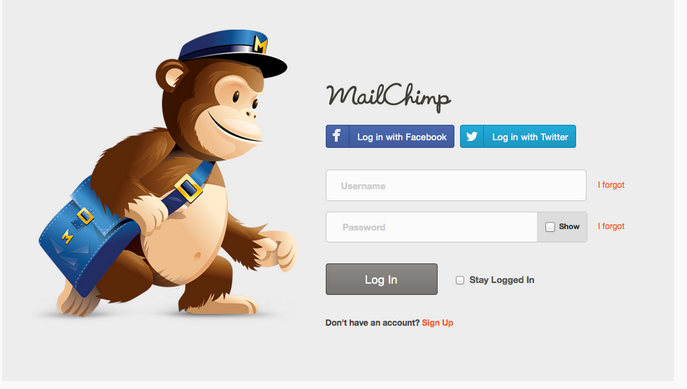 MailChimp
Log in with Facebook
Log in with Twitter
Username
I forgot
Password
Show
I forgot
Log In
Stay Logged In
Don't have an account? Sign Up